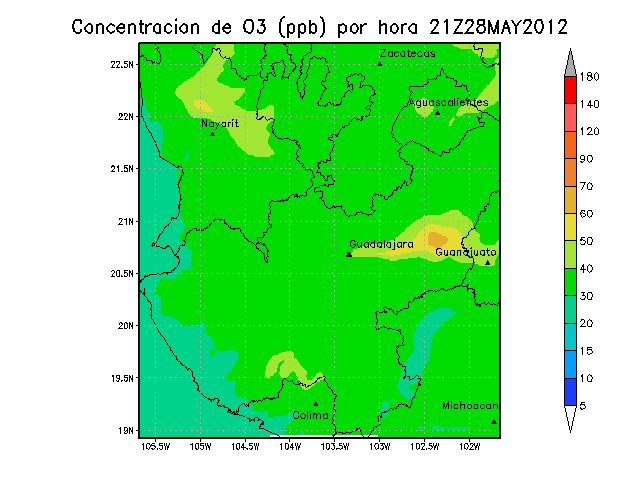 Concentracion de O3 (ppb) por hora 21Z28MAY2012
22.5N
22N
21.5N
21N
20.5N
20N
19.5N
19N
Zacatecas
Aguascalientes
Nayarit
Guadalajara
Guanajuato
Colima
Michoacan
105.5W 105W 104.5W 104W 103.5W 103W 102.5W 102W
180
140
120
90
70
60
50
40
30
20
15
10
5